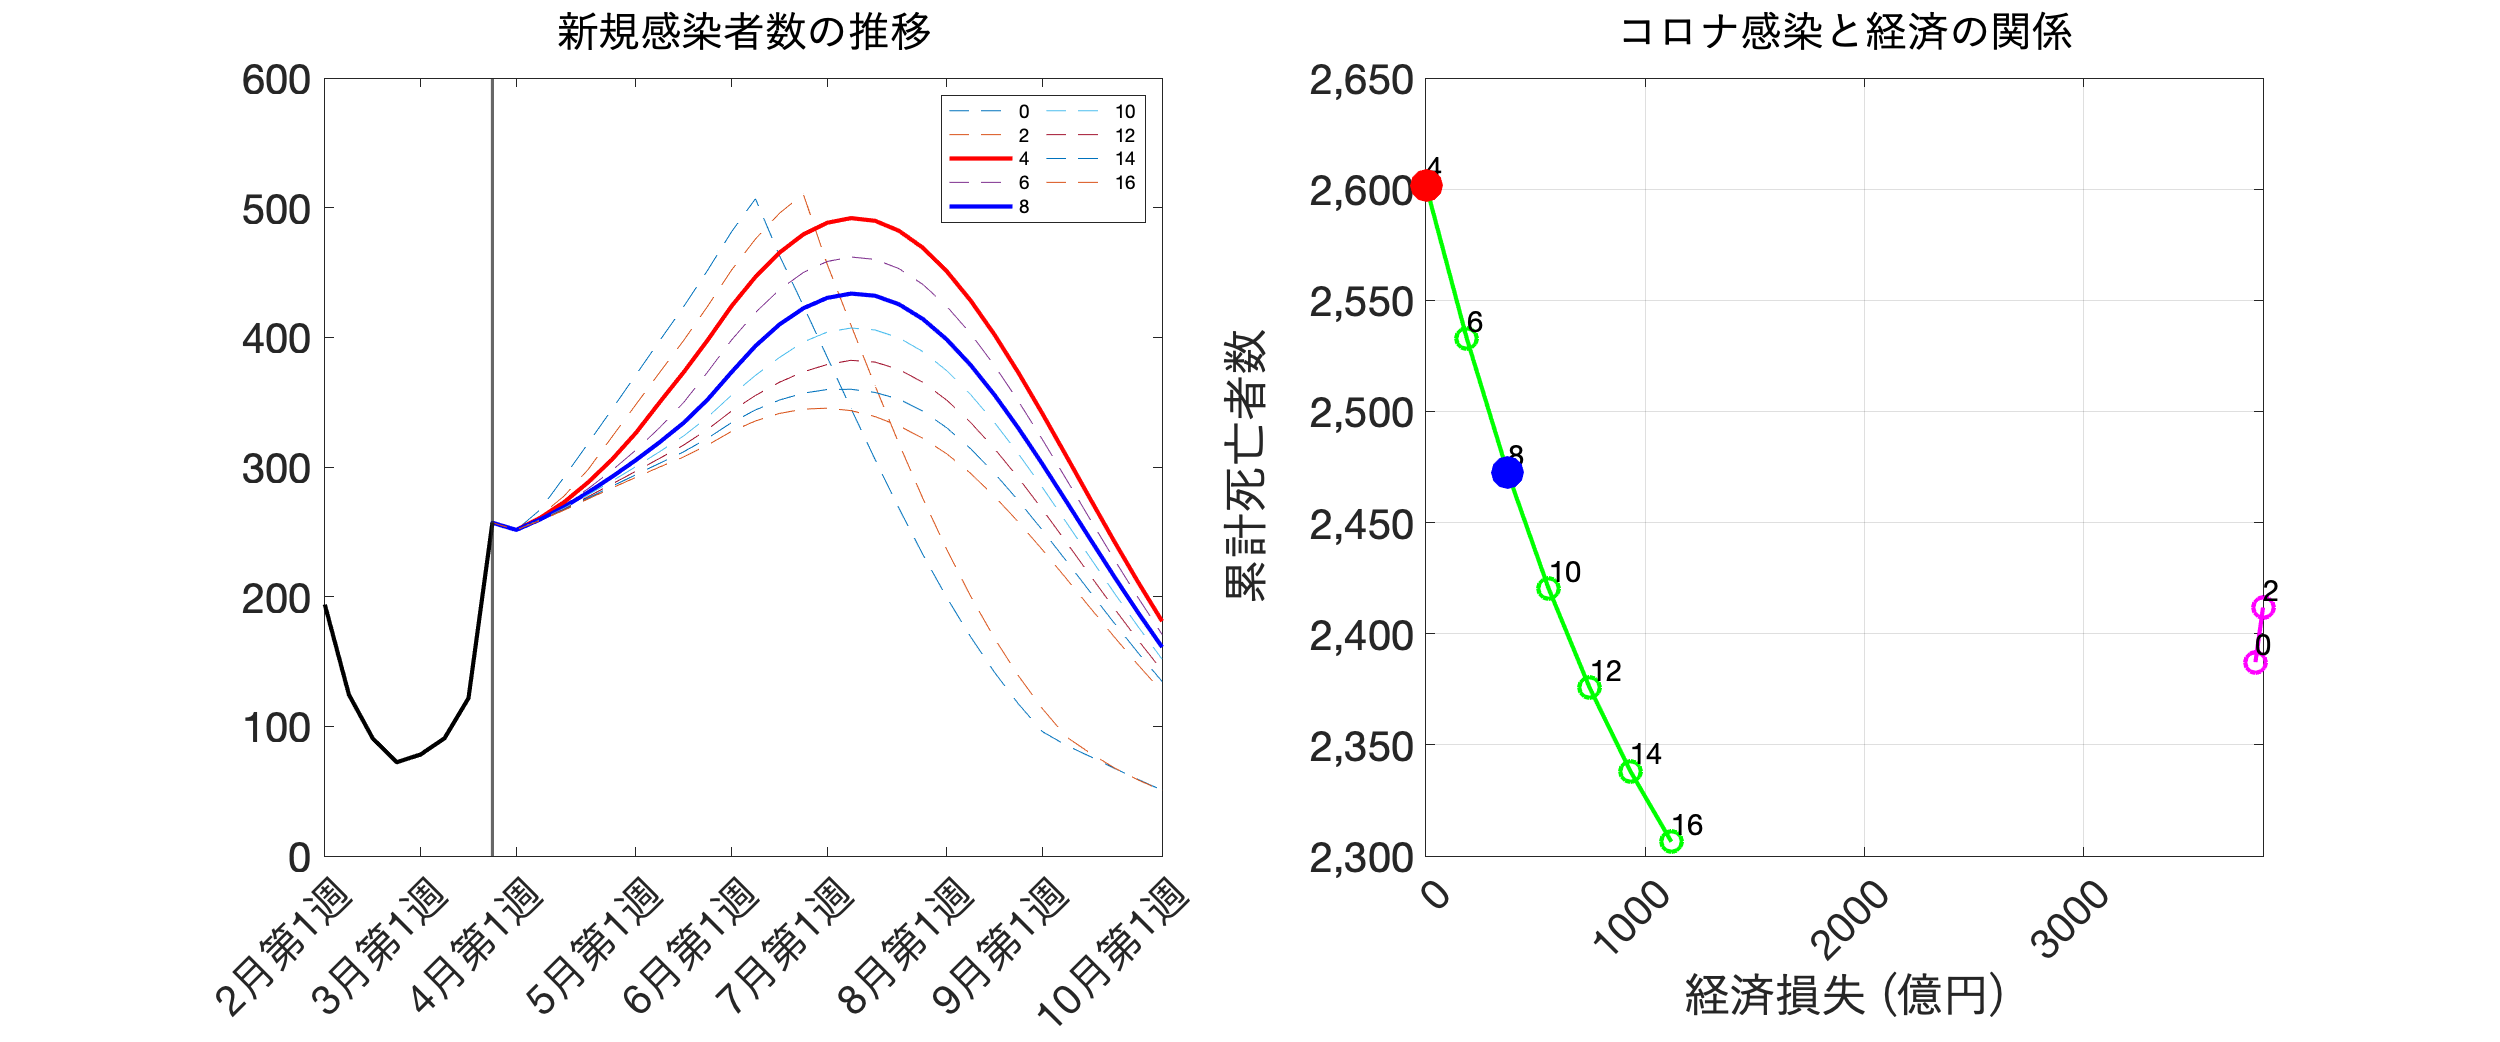 新規感染者数の推移
600
500
400
300
200
100
0
0 10
2 12
4 14
6 16
8
2月第1週
3月第1週
4月第1週
5月第1週
6月第1週
7月第1週
8月第1週
9月第1週
10月第1週
コロナ感染と経済の関係
累計死亡者数
2,650
2,600
2,550
2,500
2,450
2,400
2,350
2,300
4
6
8
10
12
14
16
2
0
0
1000
2000
3000
経済損失（億円）